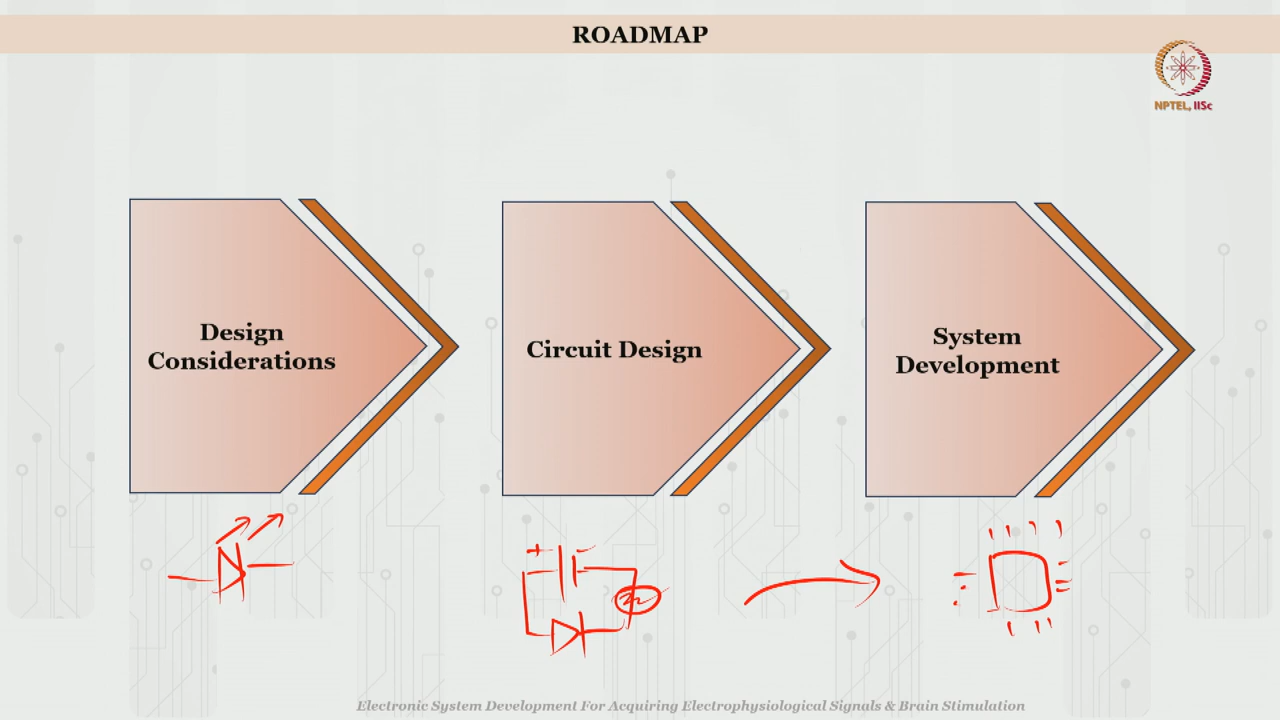 ROADMAP
NPTEL, IISc
Design
Considerations
Circuit Design
System
Development
+ -
Electronic System Development For Acquiring Electrophysiological Signals & Brain Stimulation